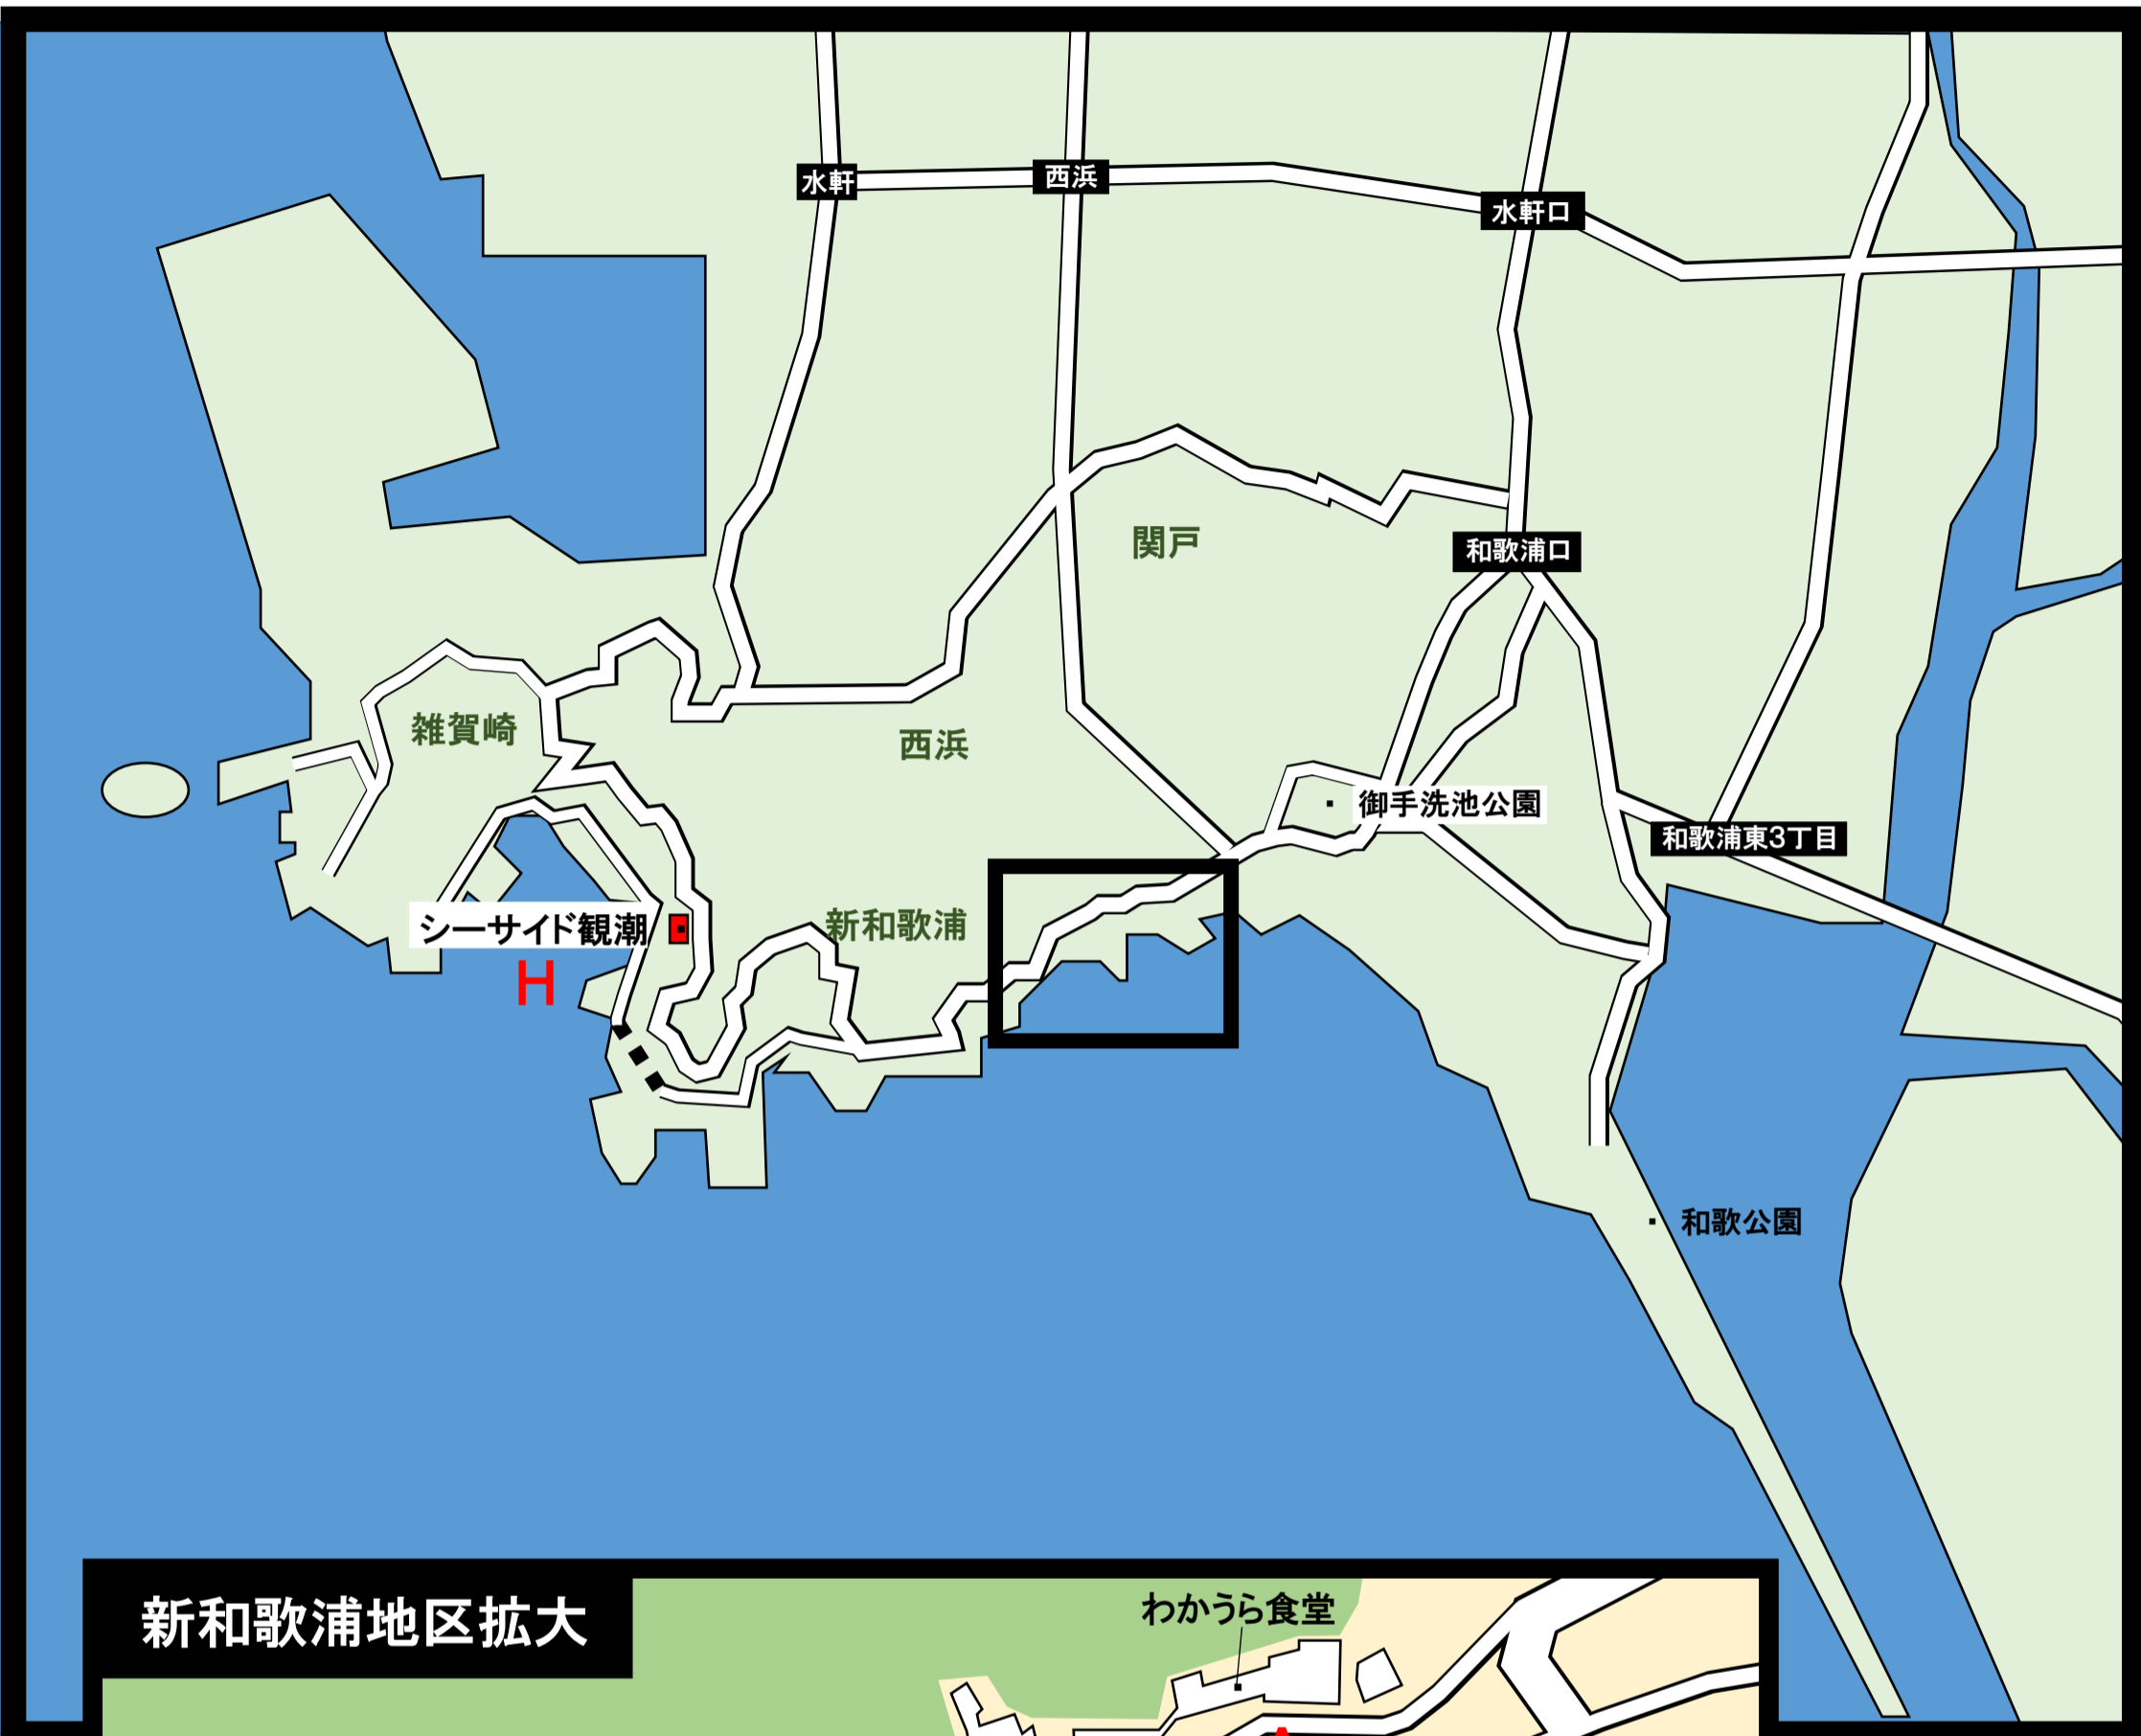 水軒
西浜
水軒口
関戸
和歌浦口
雑賀崎
西浜
御手洗池公園
和歌浦東3丁目
新和歌浦
シーサイド観潮
H
和歌公園
新和歌浦地区拡大
わかうら食堂